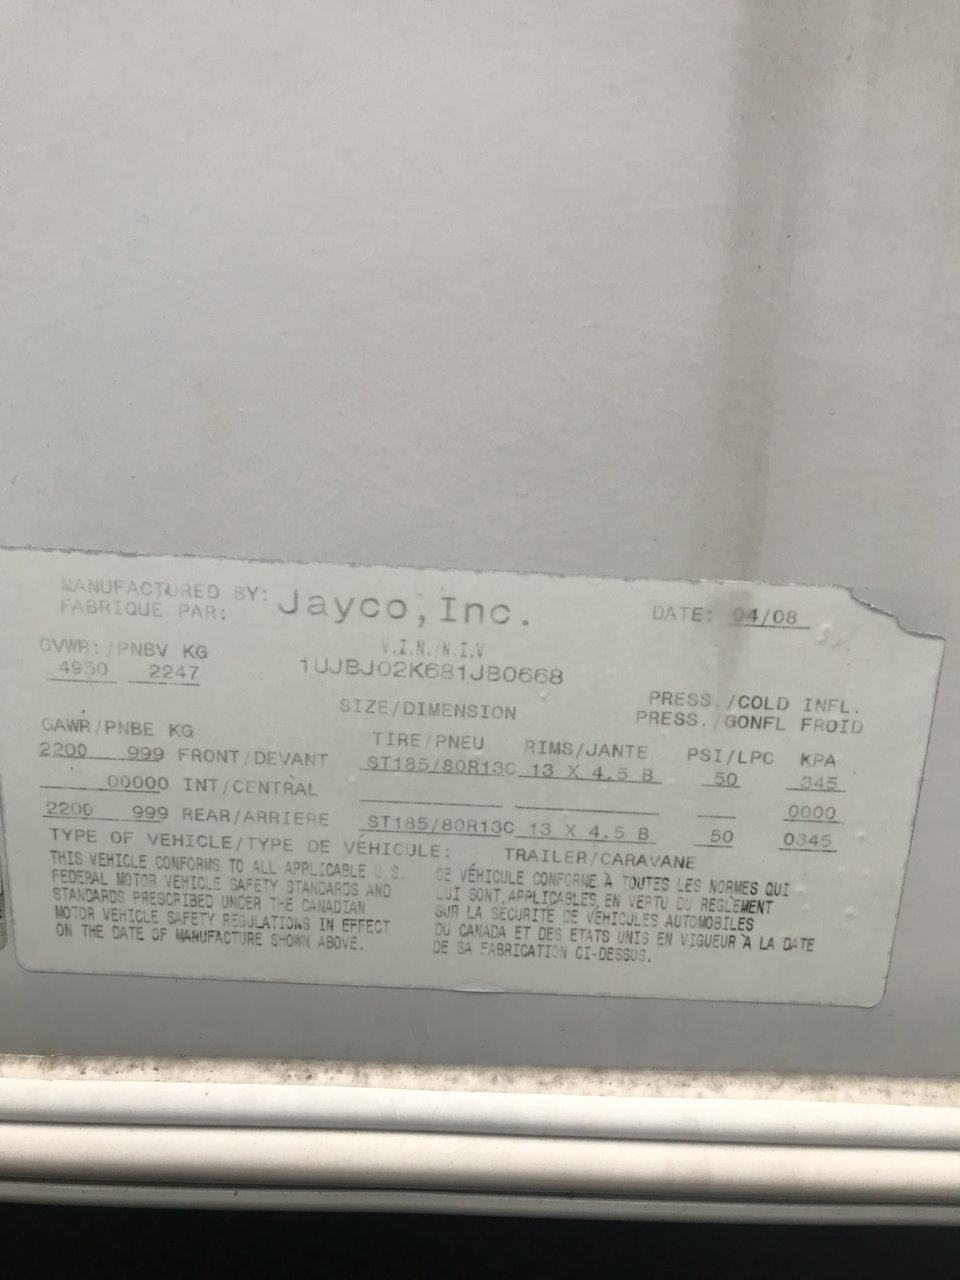 MANUFACTURED BY: Jayco, Inc. DATE: 04/08
FABRIQUE PAR:
GVWR:/PNBV KG V.I.N./N.I.V
4950 2247 1UJBJ02K681JB0668
SIZE/DIMENSION PRESS./COLD INFL.
PRESS./GONFL FROID
GAWR/PNBE KG TIRE/PNEU RIMS/JANTE PSI/LPC KPA
2200 999 FRONT/DEVANT ST185/80R13C 13 X 4.5 B 50 345
00000 INT/CENTRAL 0000
2200 999 REAR/ARRIERE ST185/80R13C 13 X 4.5 B 50 0345
TYPE OF VEHICLE/TYPE DE VÉHICULE: TRAILER/CARAVANE
THIS VEHICLE CONFORMS TO ALL APPLICABLE U.S.
FEDERAL MOTOR VEHICLE SAFETY STANDARDS AND
STANDARDS PRESCRIBED UNDER THE CANADIAN
MOTOR VEHICLE SAFETY REGULATIONS IN EFFECT
ON THE DATE OF MANUFACTURE SHOWN ABOVE.
CE VÉHICULE CONFORME À TOUTES LES NORMES QUI
LUI SONT APPLICABLES EN VERTU DU REGLEMENT
SUR LA SECURITE DE VEHICULES AUTOMOBILES
DU CANADA ET DES ETATS UNIS EN VIGUEUR À LA DATE
DE SA FABRICATION CI-DESSUS.